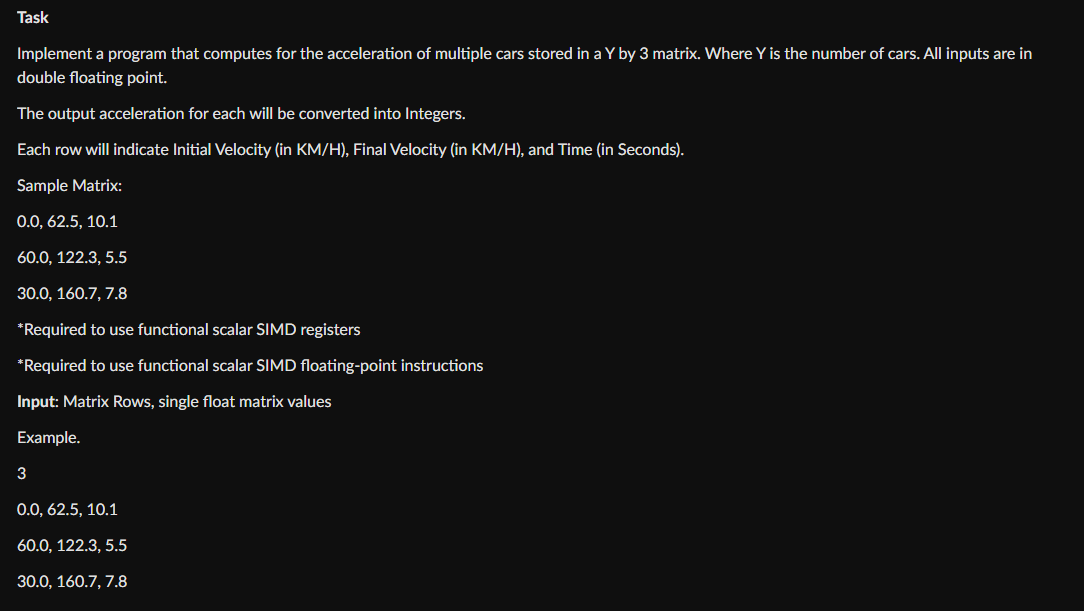 Task
Implement a program that computes for the acceleration of multiple cars stored in a Y by 3 matrix. Where Y is the number of cars. All inputs are in
double floating point.
The output acceleration for each will be converted into Integers.
Each row will indicate Initial Velocity (in KM/H), Final Velocity (in KM/H), and Time (in Seconds).
Sample Matrix:
0.0, 62.5, 10.1
60.0, 122.3, 5.5
30.0, 160.7, 7.8
*Required to use functional scalar SIMD registers
*Required to use functional scalar SIMD floating-point instructions
Input: Matrix Rows, single float matrix values
Example.
3
0.0, 62.5, 10.1
60.0, 122.3, 5.5
30.0, 160.7, 7.8